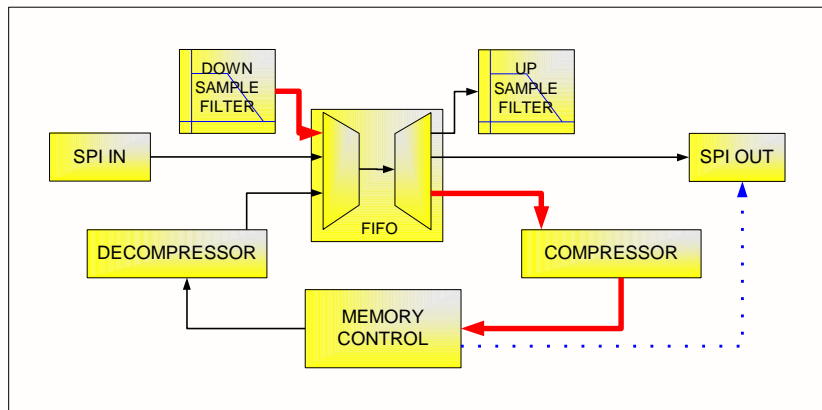 DOWN
SAMPLE
FILTER
UP
SAMPLE
FILTER
SPI IN
SPI OUT
FIFO
DECOMPRESSOR
COMPRESSOR
MEMORY
CONTROL